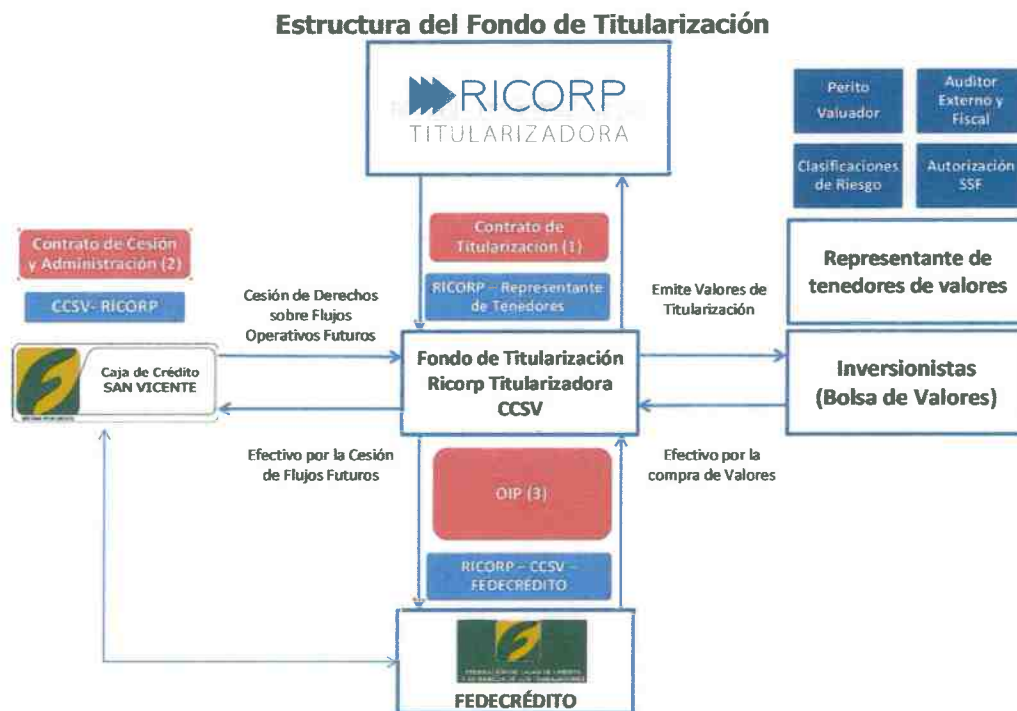 Estructura del Fondo de Titularización
RICORP
TITULARIZADORA
Perito
Valuador
Auditor
Externo y
Fiscal
Clasificaciones
de Riesgo
Autorización
SSF
Contrato de Cesión
y Administración (2)
CCSV- RICORP
Contrato de
Titularización (1)
RICORP – Representante
de Tenedores
Representante de
tenedores de valores
Cesión de Derechos
sobre Flujos
Operativos Futuros
Emite Valores de
Titularización
Caja de Crédito
SAN VICENTE
Fondo de Titularización
Ricorp Titularizadora
CCSV
Inversionistas
(Bolsa de Valores)
Efectivo por la Cesión
de Flujos Futuros
OIP (3)
Efectivo por la
compra de Valores
RICORP – CCSV –
FEDECRÉDITO
FEDECRÉDITO